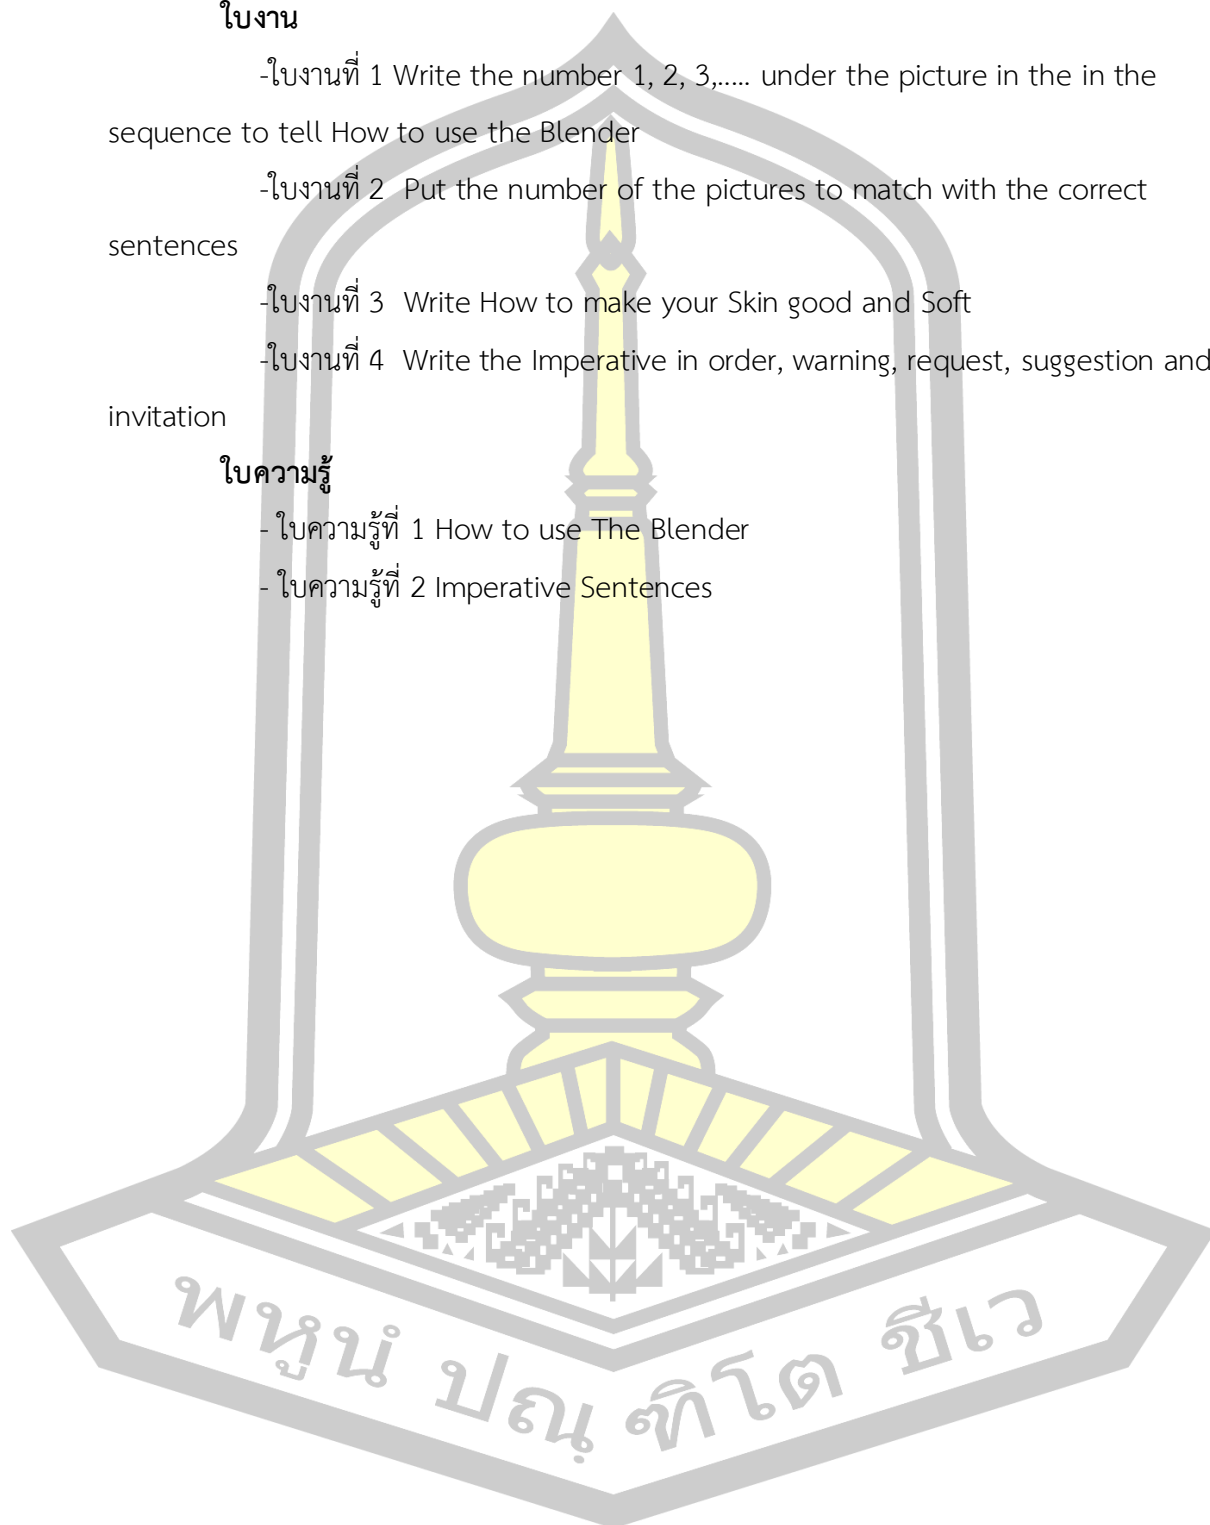 ใบงาน
-ใบงานที่ 1 Write the number 1, 2, 3,..... under the picture in the in the
sequence to tell How to use the Blender
-ใบงานที่ 2 Put the number of the pictures to match with the correct
sentences
-ใบงานที่ 3 Write How to make your Skin good and Soft
-ใบงานที่ 4 Write the Imperative in order, warning, request, suggestion and
invitation
ใบความรู้
- ใบความรู้ที่ 1 How to use The Blender
- ใบความรู้ที่ 2 Imperative Sentences
พหูนํ ปณฺฑิโต ชีเว